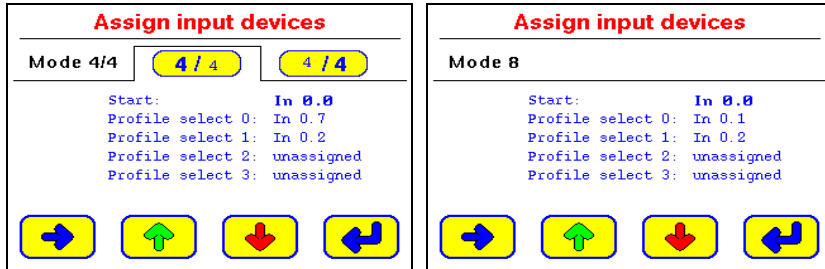 Assign input devices
Mode 4/4
4 / 4
4 / 4
Start: In 0.0
Profile select 0: In 0.7
Profile select 1: In 0.2
Profile select 2: unassigned
Profile select 3: unassigned
Assign input devices
Mode 8
Start: In 0.0
Profile select 0: In 0.1
Profile select 1: In 0.2
Profile select 2: unassigned
Profile select 3: unassigned